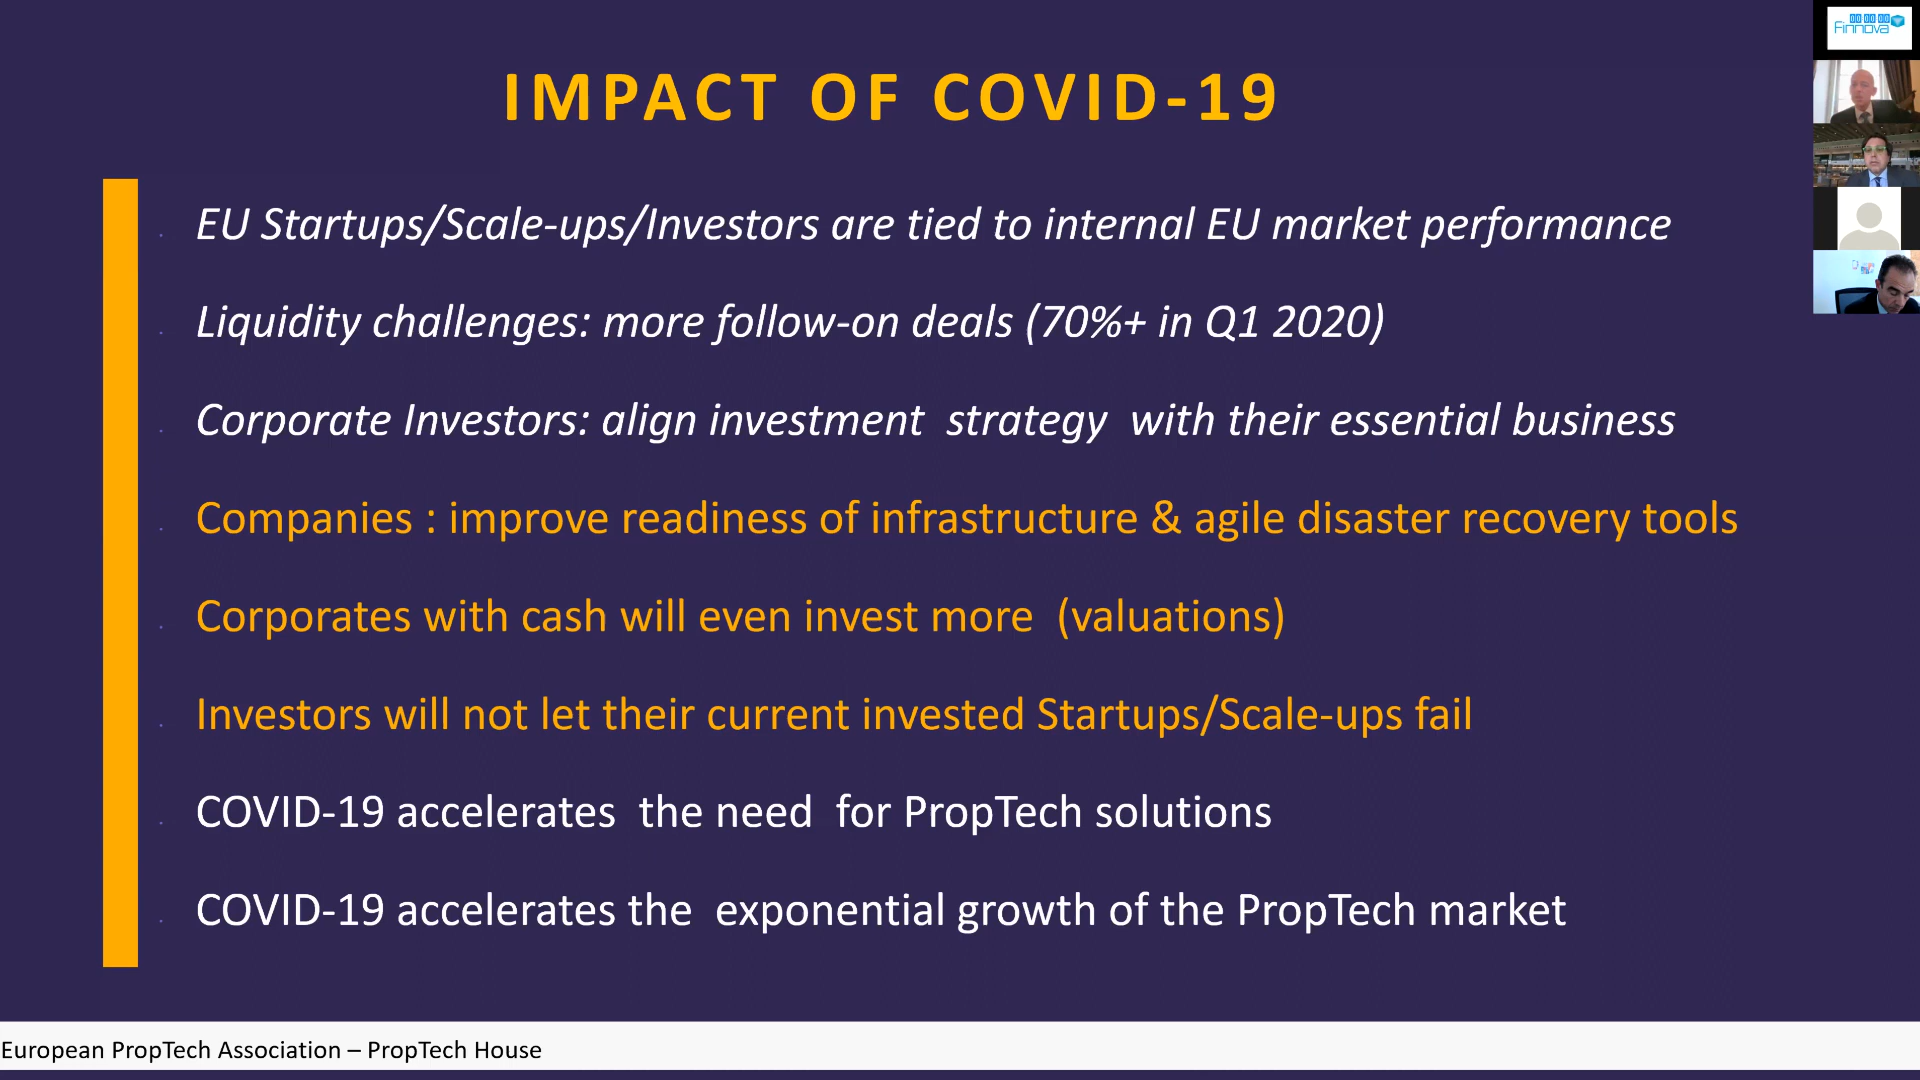 IMPACT OF COVID-19
EU Startups/Scale-ups/Investors are tied to internal EU market performance
Liquidity challenges: more follow-on deals (70%+ in Q1 2020)
Corporate Investors: align investment  strategy  with their essential business
Companies : improve readiness of infrastructure & agile disaster recovery tools
Corporates with cash will even invest more  (valuations)
Investors will not let their current invested Startups/Scale-ups fail
COVID-19 accelerates  the need  for PropTech solutions
COVID-19 accelerates the  exponential growth of the PropTech market
European PropTech Association – PropTech House
00 00 00 00
Finnova